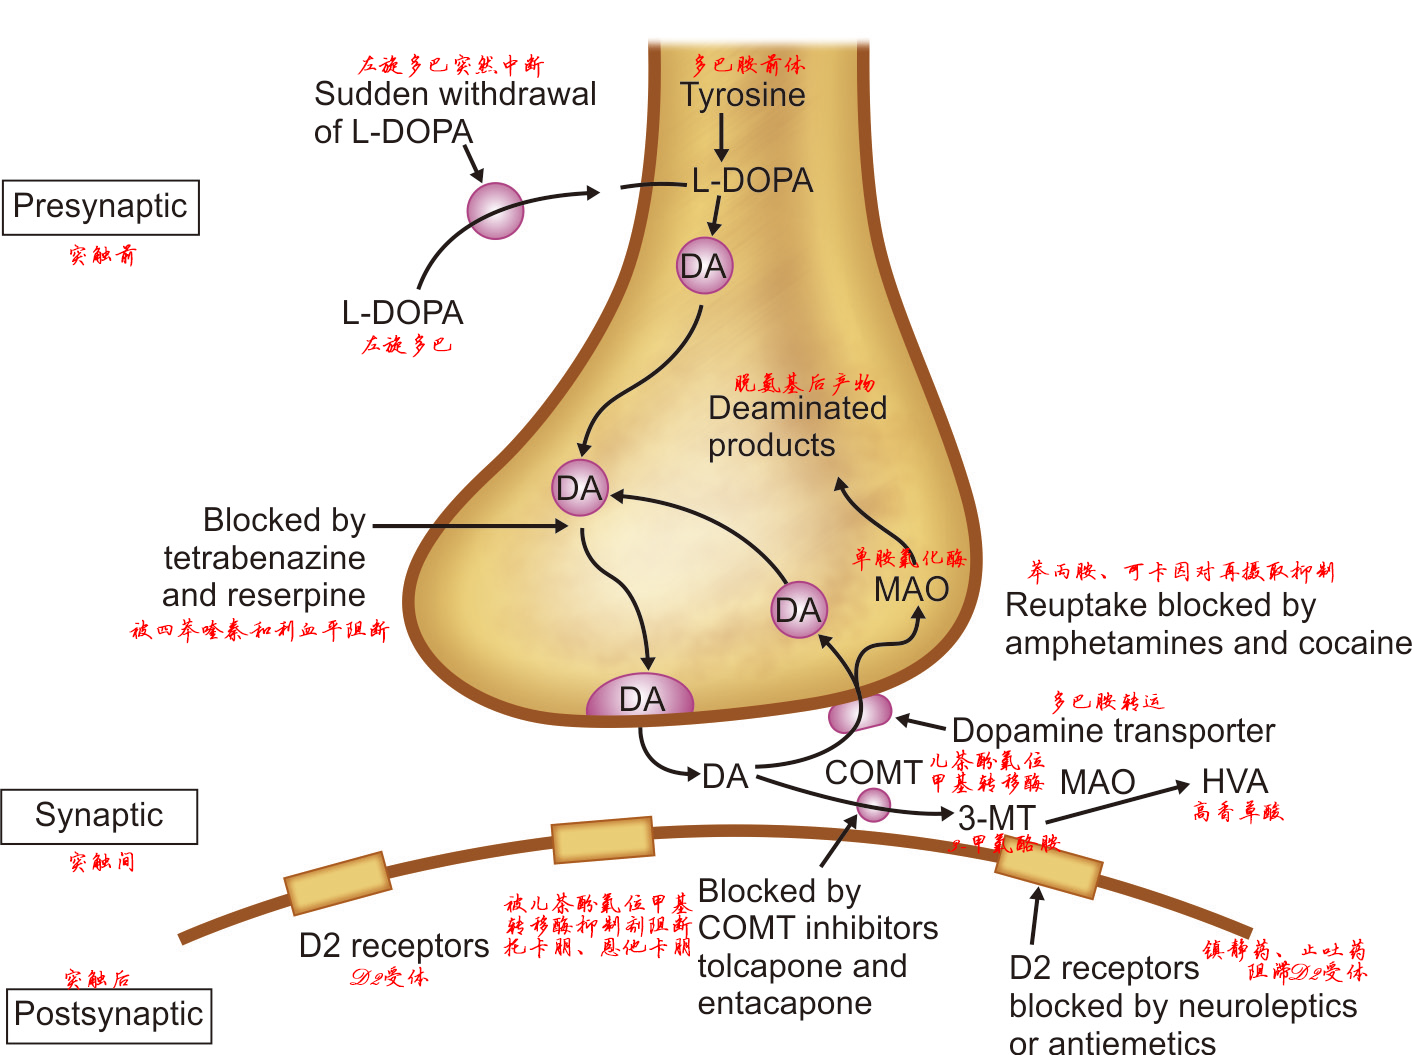 左旋多巴突然中断
Sudden withdrawal
of L-DOPA
多巴胺前体
Tyrosine
L-DOPA
Presynaptic
突触前
DA
L-DOPA
左旋多巴
脱氨基后产物
Deaminated
products
DA
Blocked by
tetrabenazine
and reserpine
被四苯喹嗪和利血平阻断
单胺氧化酶
MAO
DA
苯丙胺、可卡因对再摄取抑制
Reuptake blocked by
amphetamines and cocaine
DA
多巴胺转运
Dopamine transporter
DA
COMT
儿茶酚氧位
甲基转移酶
MAO
HVA
高香草酸
3-MT
3-甲氧酪胺
Synaptic
突触间
D2 receptors
D2受体
被儿茶酚氧位甲基
转移酶抑制剂阻断
托卡朋、恩他卡朋
Blocked by
COMT inhibitors
tolcapone and
entacapone
镇静药、止吐药
阻滞D2受体
D2 receptors
blocked by neuroleptics
or antiemetics
突触后
Postsynaptic